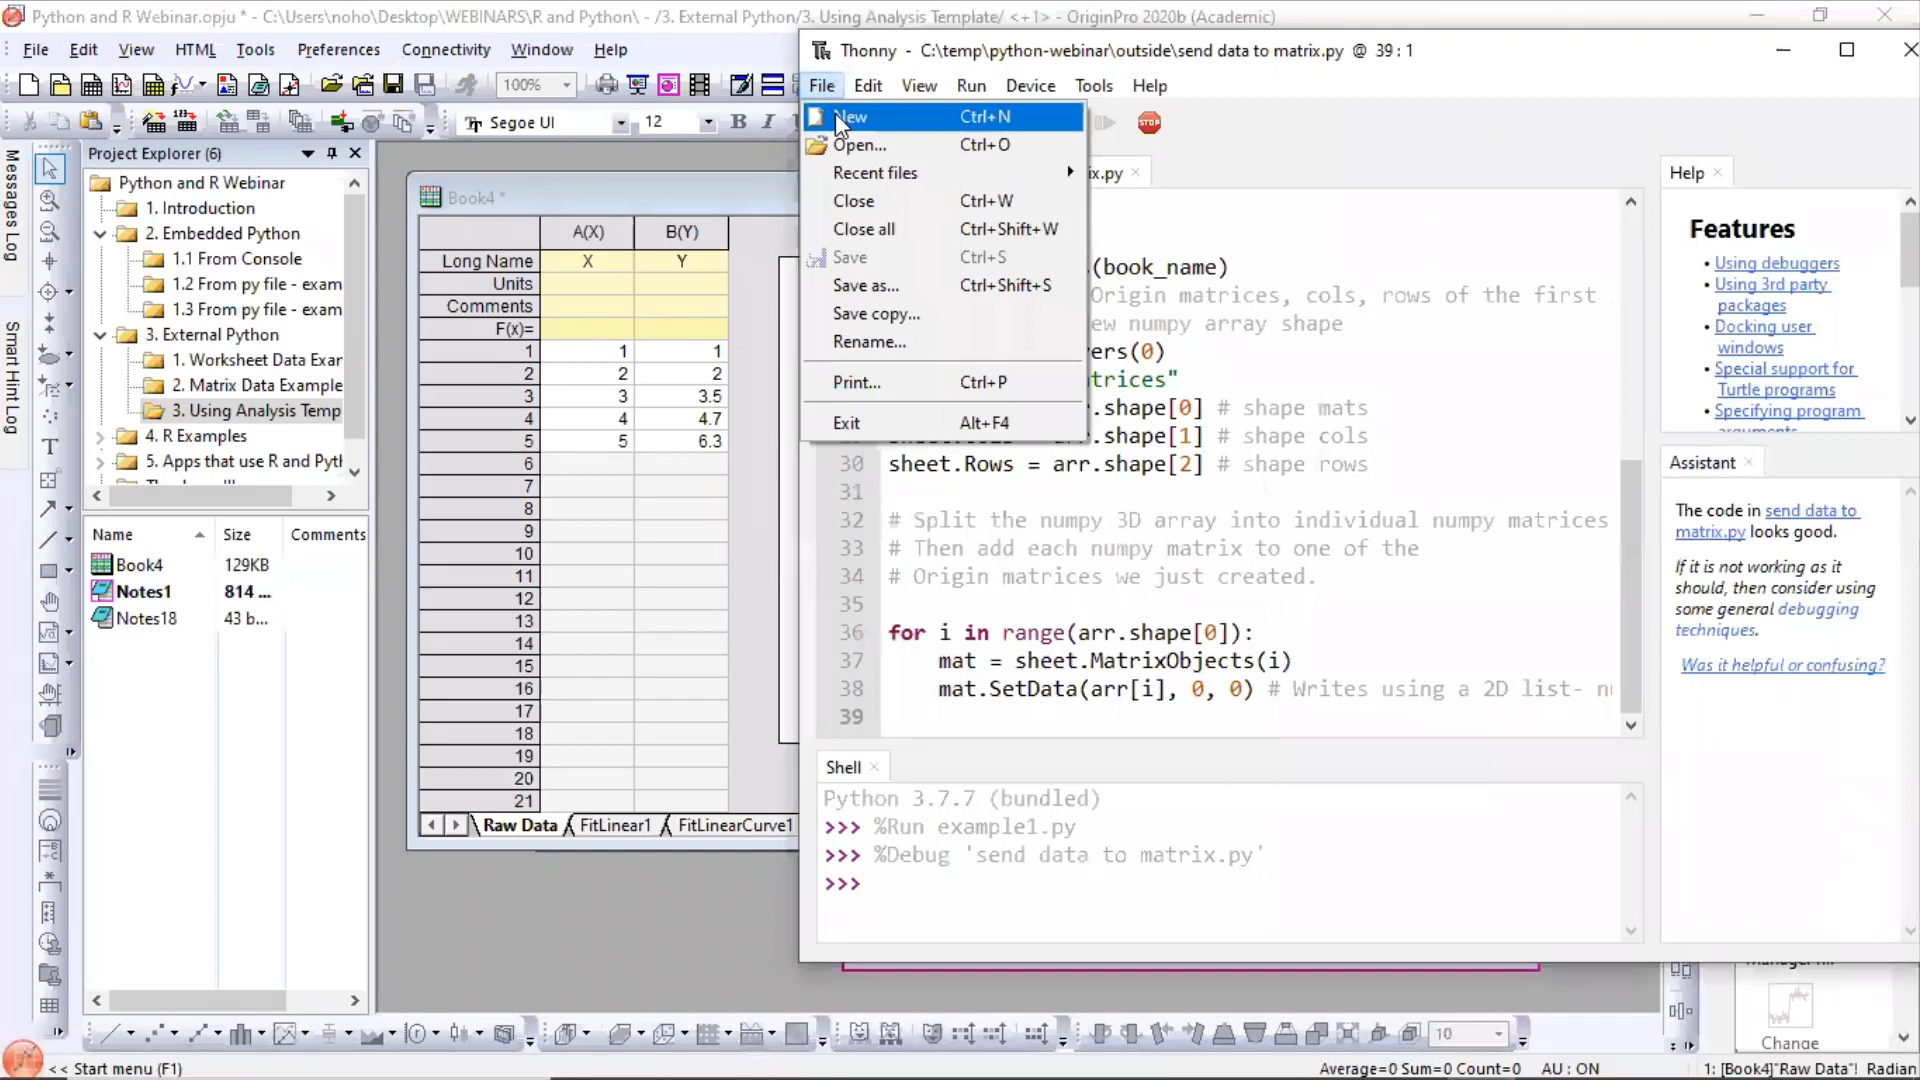 Python and R Webinar.opju * - C:\Users\noho\Desktop\WEBINARS\R and Python\ - /3. External Python/3. Using Analysis Template/ <+1> - OriginPro 2020b (Academic)
File Edit View HTML Tools Preferences Connectivity Window Help
100%
Segoe UI 12 B I
Messages Log
Smart Hint Log
Project Explorer (6)
Python and R Webinar
1. Introduction
2. Embedded Python
1.1 From Console
1.2 From py file - exam
1.3 From py file - exam
3. External Python
1. Worksheet Data Exar
2. Matrix Data Example
3. Using Analysis Temp
4. R Examples
5. Apps that use R and Pyth
Name Size Comments
Book4 129KB
Notes1 814 ...
Notes18 43 b...
Book4 *
A(X) B(Y)
Long Name X Y
Units
Comments
F(x)=
1 1 1
2 2 2
3 3 3.5
4 4 4.7
5 5 6.3
6
7
8
9
10
11
12
13
14
15
16
17
18
19
20
21
Raw Data FitLinear1 FitLinearCurve1
Thonny - C:\temp\python-webinar\outside\send data to matrix.py @ 39 : 1
File Edit View Run Device Tools Help
STOP
New Ctrl+N
Open... Ctrl+O
Recent files
Close Ctrl+W
Close all Ctrl+Shift+W
Save Ctrl+S
Save as... Ctrl+Shift+S
Save copy...
Rename...
Print... Ctrl+P
Exit Alt+F4
ix.py
(book_name)
Origin matrices, cols, rows of the first
ew numpy array shape
ers(0)
trices"
r.shape[0] # shape mats
arr.shape[1] # shape cols
30 sheet.Rows = arr.shape[2] # shape rows
31
32 # Split the numpy 3D array into individual numpy matrices
33 # Then add each numpy matrix to one of the
34 # Origin matrices we just created.
35
36 for i in range(arr.shape[0]):
37 mat = sheet.MatrixObjects(i)
38 mat.SetData(arr[i], 0, 0) # Writes using a 2D list- nu
39
Shell
Python 3.7.7 (bundled)
>>> %Run example1.py
>>> %Debug 'send data to matrix.py'
>>>
Help
Features
• Using debuggers
• Using 3rd party
packages
• Docking user
windows
• Special support for
Turtle programs
• Specifying program
Assistant
The code in send data to
matrix.py looks good.
If it is not working as it
should, then consider using
some general debugging
techniques.
Was it helpful or confusing?
Change
10
<< Start menu (F1)
Average=0 Sum=0 Count=0 AU : ON 1: [Book4]"Raw Data"! Radian